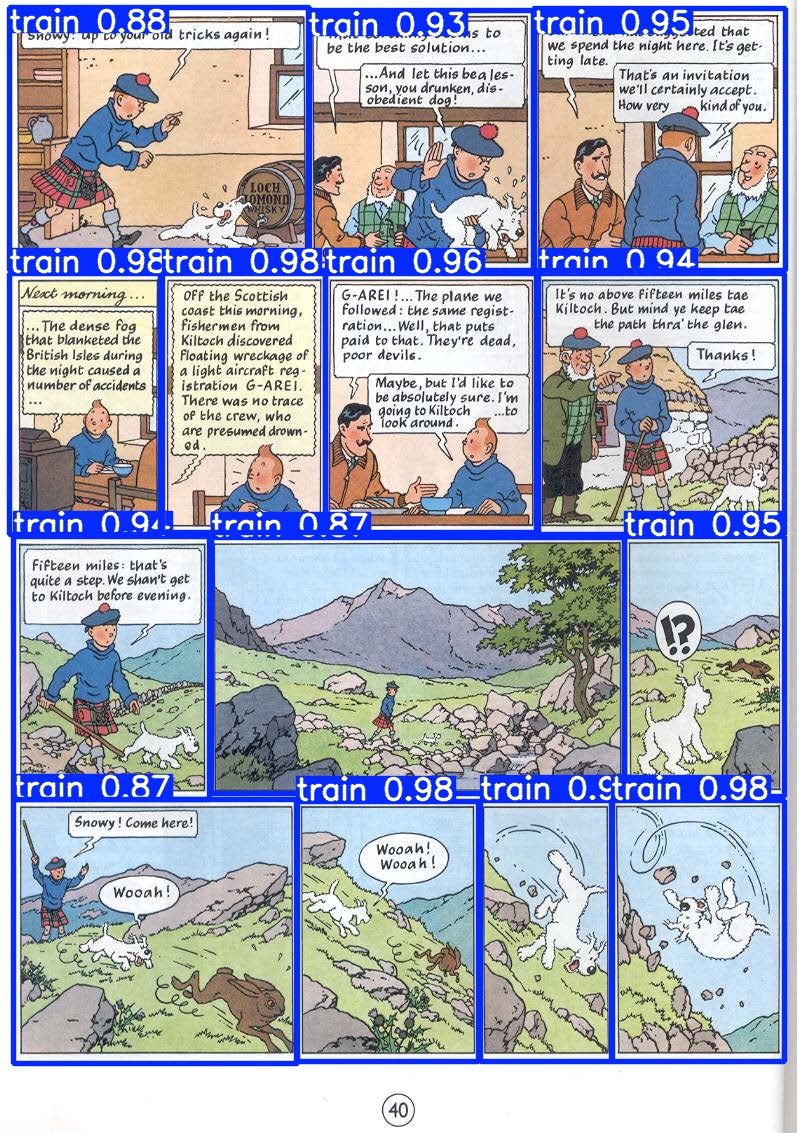 train 0.88
train 0.93
train 0.95
Snowy! Up to your old tricks again!
LOCH
LOMOND
WHISKY
be the best solution...
...And let this be a les-
son, you drunken, dis-
obedient dog!
that
we spend the night here. It's get-
ting late.
That's an invitation
we'll certainly accept.
How very kind of you.
train 0.98
train 0.98
train 0.96
train 0.94
Next morning...
...The dense fog
that blanketed the
British Isles during
the night caused a
number of accidents
...
Off the Scottish
coast this morning,
fishermen from
Kiltoch discovered
floating wreckage of
a light aircraft reg-
istration G-AREI.
There was no trace
of the crew, who
are presumed drown-
ed.
G-AREI!... The plane we
followed: the same regist-
ration... Well, that puts
paid to that. They're dead,
poor devils.
Maybe, but I'd like to
be absolutely sure. I'm
going to Kiltoch ...to
look around.
It's no above fifteen miles tae
Kiltoch. But mind ye keep tae
the path thra' the glen.
Thanks!
train 0.94
train 0.87
train 0.95
Fifteen miles: that's
quite a step. We shan't get
to Kiltoch before evening.
!?
train 0.87
train 0.98
train 0.9
train 0.98
Snowy! Come here!
Wooah!
Wooah!
Wooah!
40